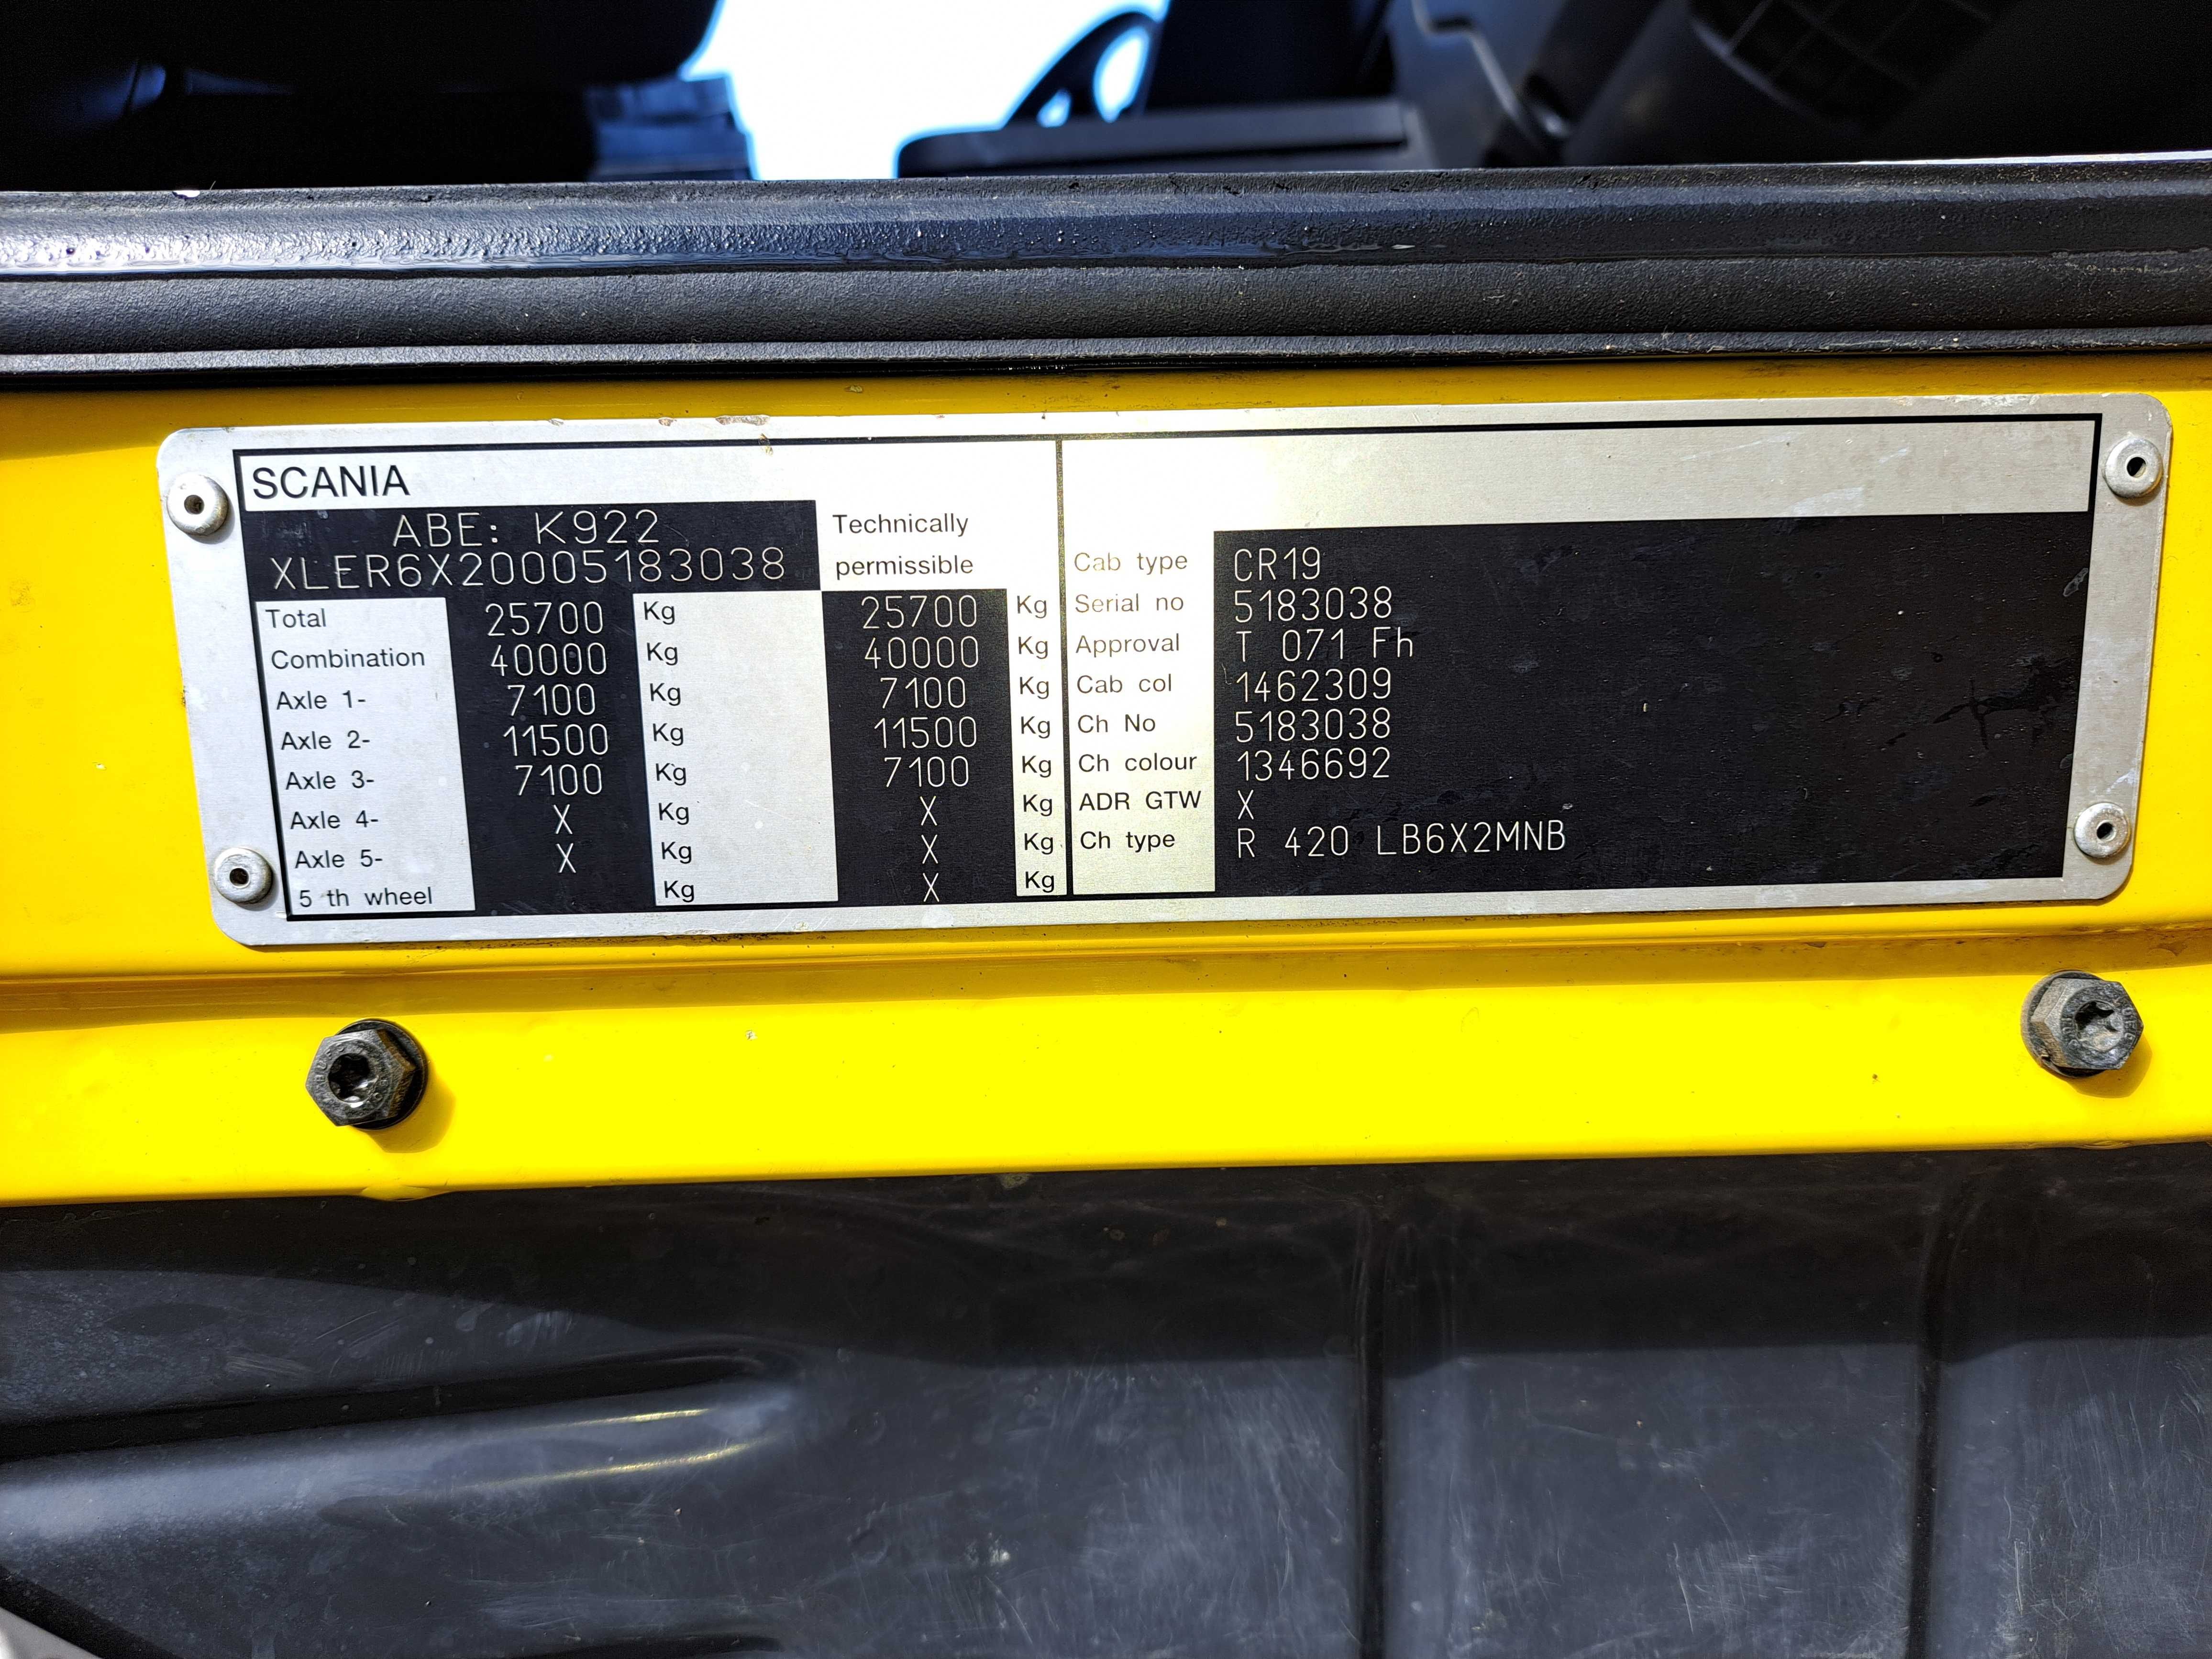 SCANIA
ABE: K922
XLER6X20005183038
Technically
permissible
Total 25700 Kg 25700 Kg
Combination 40000 Kg 40000 Kg
Axle 1- 7100 Kg 7100 Kg
Axle 2- 11500 Kg 11500 Kg
Axle 3- 7100 Kg 7100 Kg
Axle 4- X Kg X Kg
Axle 5- X Kg X Kg
5 th wheel Kg X Kg
Cab type CR19
Serial no 5183038
Approval T 071 Fh
Cab col 1462309
Ch No 5183038
Ch colour 1346692
ADR GTW X
Ch type R 420 LB6X2MNB